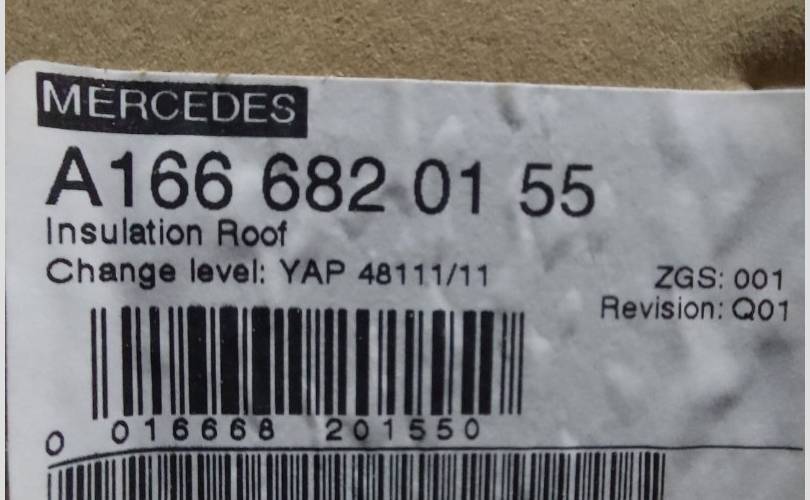 MERCEDES
A166 682 01 55
Insulation Roof
Change level: YAP 48111/11
ZGS: 001
Revision: Q01
0 016668 201550